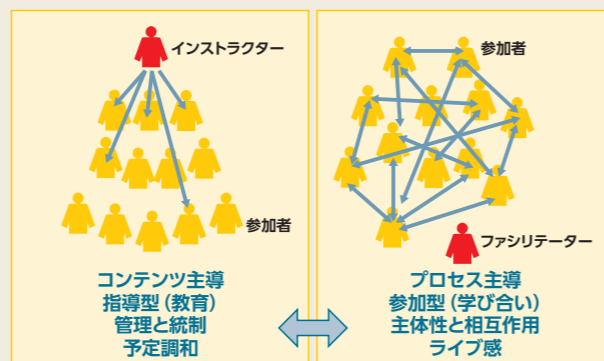 インストラクター
参加者
コンテンツ主導
指導型（教育）
管理と統制
予定調和
参加者
ファシリテーター
プロセス主導
参加型（学び合い）
主体性と相互作用
ライブ感